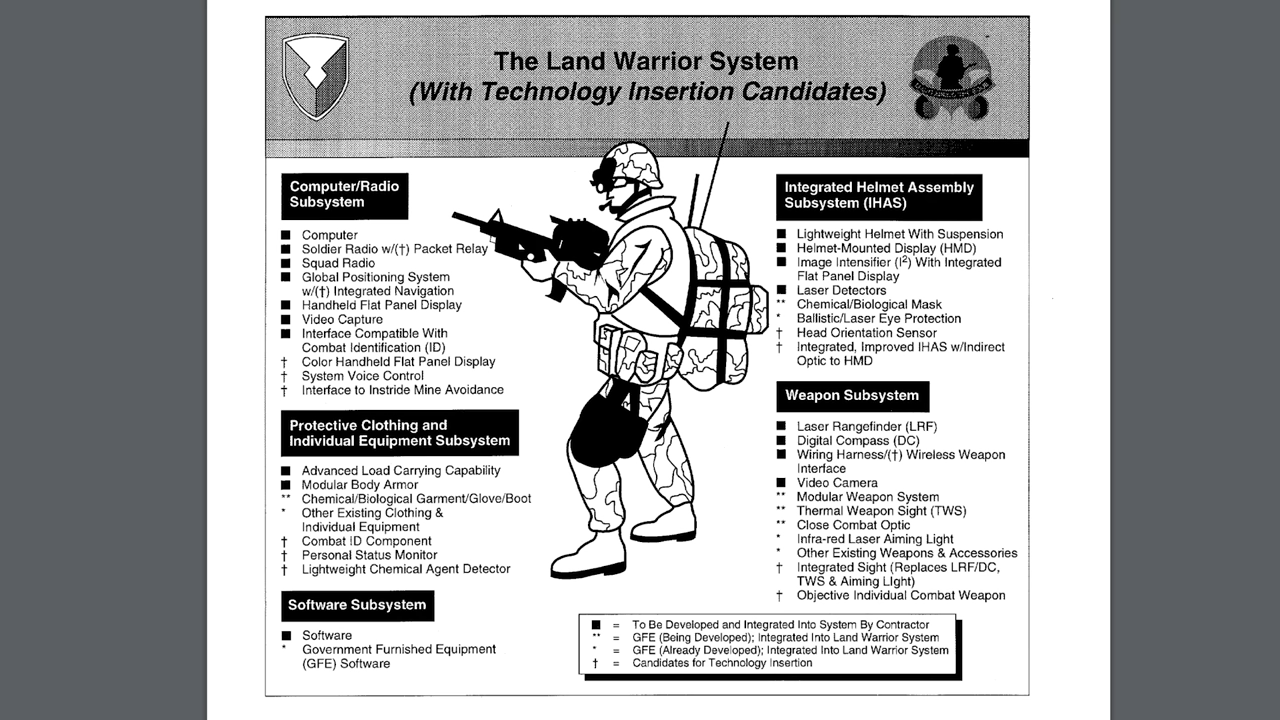 The Land Warrior System
(With Technology Insertion Candidates)
Computer/Radio
Subsystem
■ Computer
■ Soldier Radio w/(†) Packet Relay
■ Squad Radio
■ Global Positioning System
w/(†) Integrated Navigation
■ Handheld Flat Panel Display
■ Video Capture
■ Interface Compatible With
Combat Identification (ID)
† Color Handheld Flat Panel Display
† System Voice Control
† Interface to Instride Mine Avoidance
Protective Clothing and
Individual Equipment Subsystem
■ Advanced Load Carrying Capability
■ Modular Body Armor
** Chemical/Biological Garment/Glove/Boot
* Other Existing Clothing &
Individual Equipment
† Combat ID Component
† Personal Status Monitor
† Lightweight Chemical Agent Detector
Software Subsystem
■ Software
* Government Furnished Equipment
(GFE) Software
Integrated Helmet Assembly
Subsystem (IHAS)
■ Lightweight Helmet With Suspension
■ Helmet-Mounted Display (HMD)
■ Image Intensifier (I²) With Integrated
Flat Panel Display
■ Laser Detectors
** Chemical/Biological Mask
* Ballistic/Laser Eye Protection
† Head Orientation Sensor
† Integrated, Improved IHAS w/Indirect
Optic to HMD
Weapon Subsystem
■ Laser Rangefinder (LRF)
■ Digital Compass (DC)
■ Wiring Harness/(†) Wireless Weapon
Interface
■ Video Camera
** Modular Weapon System
** Thermal Weapon Sight (TWS)
** Close Combat Optic
* Infra-red Laser Aiming Light
* Other Existing Weapons & Accessories
† Integrated Sight (Replaces LRF/DC,
TWS & Aiming LIght)
† Objective Individual Combat Weapon
■ = To Be Developed and Integrated Into System By Contractor
** = GFE (Being Developed); Integrated Into Land Warrior System
* = GFE (Already Developed); Integrated Into Land Warrior System
† = Candidates for Technology Insertion